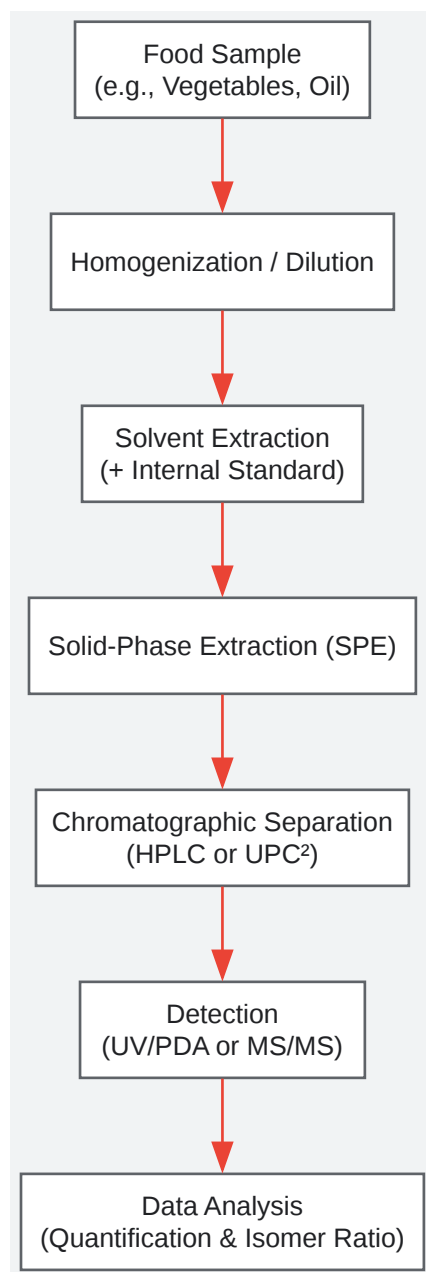 Food Sample
(e.g., Vegetables, Oil)
Homogenization / Dilution
Solvent Extraction
(+ Internal Standard)
Solid-Phase Extraction (SPE)
Chromatographic Separation
(HPLC or UPC²)
Detection
(UV/PDA or MS/MS)
Data Analysis
(Quantification & Isomer Ratio)